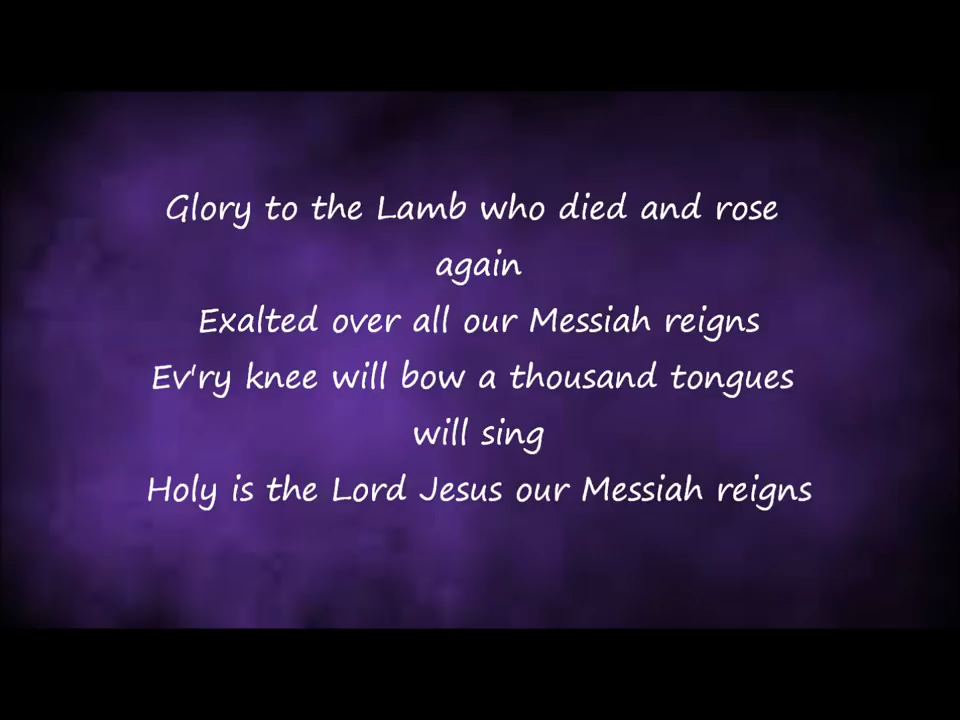 Glory to the Lamb who died and rose
again
Exalted over all our Messiah reigns
Ev'ry knee will bow a thousand tongues
will sing
Holy is the Lord Jesus our Messiah reigns